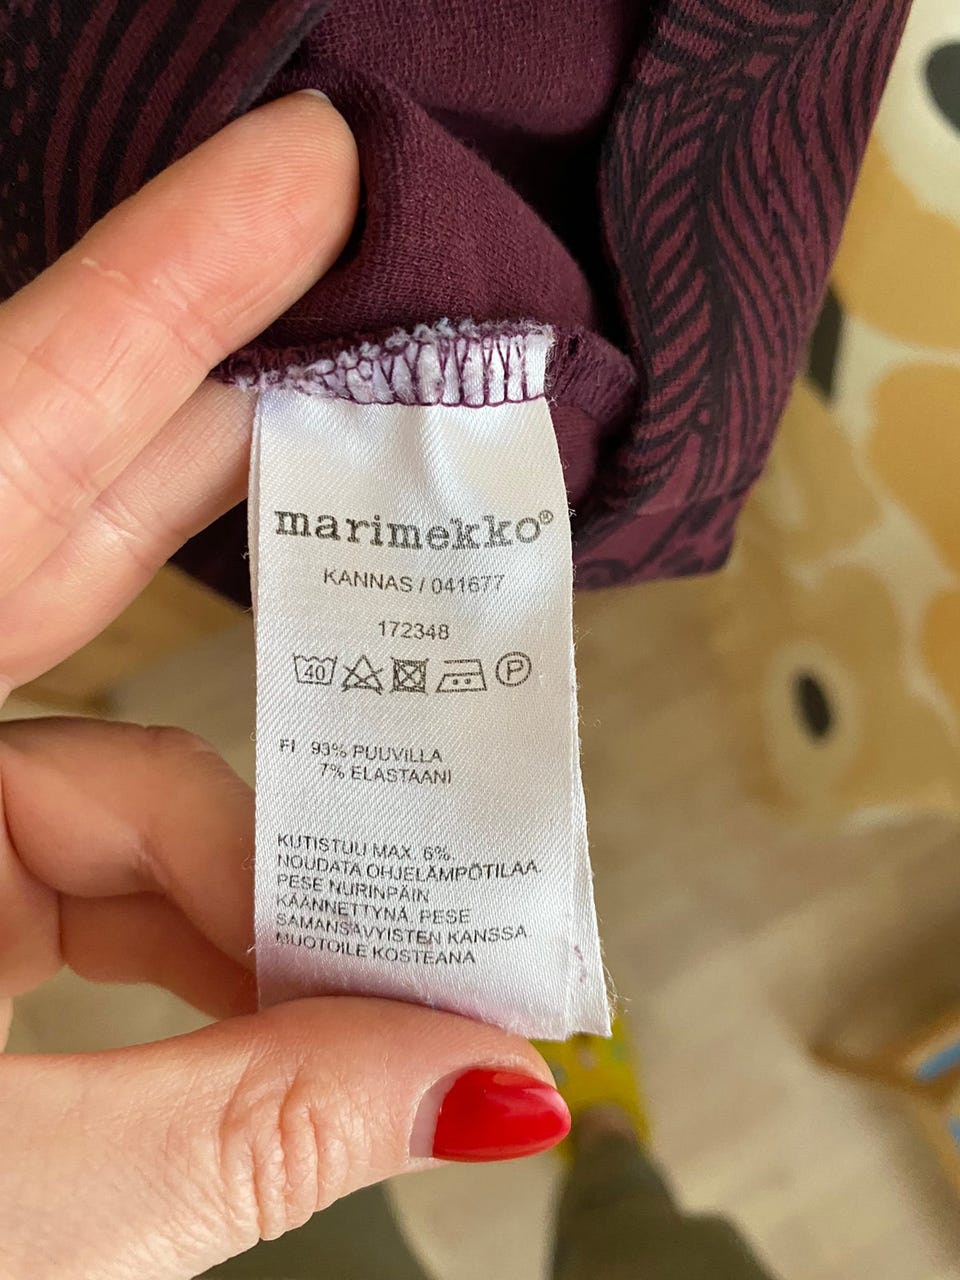 marimekko®
KANNAS / 041677
172348
40 P
FI 93% PUUVILLA
7% ELASTAANI
KUTISTUU MAX. 6%.
NOUDATA OHJELÄMPÖTILAA.
PESE NURINPÄIN
KÄÄNNETTYNÄ. PESE
SAMANSÄVYISTEN KANSSA
MUOTOILE KOSTEANA